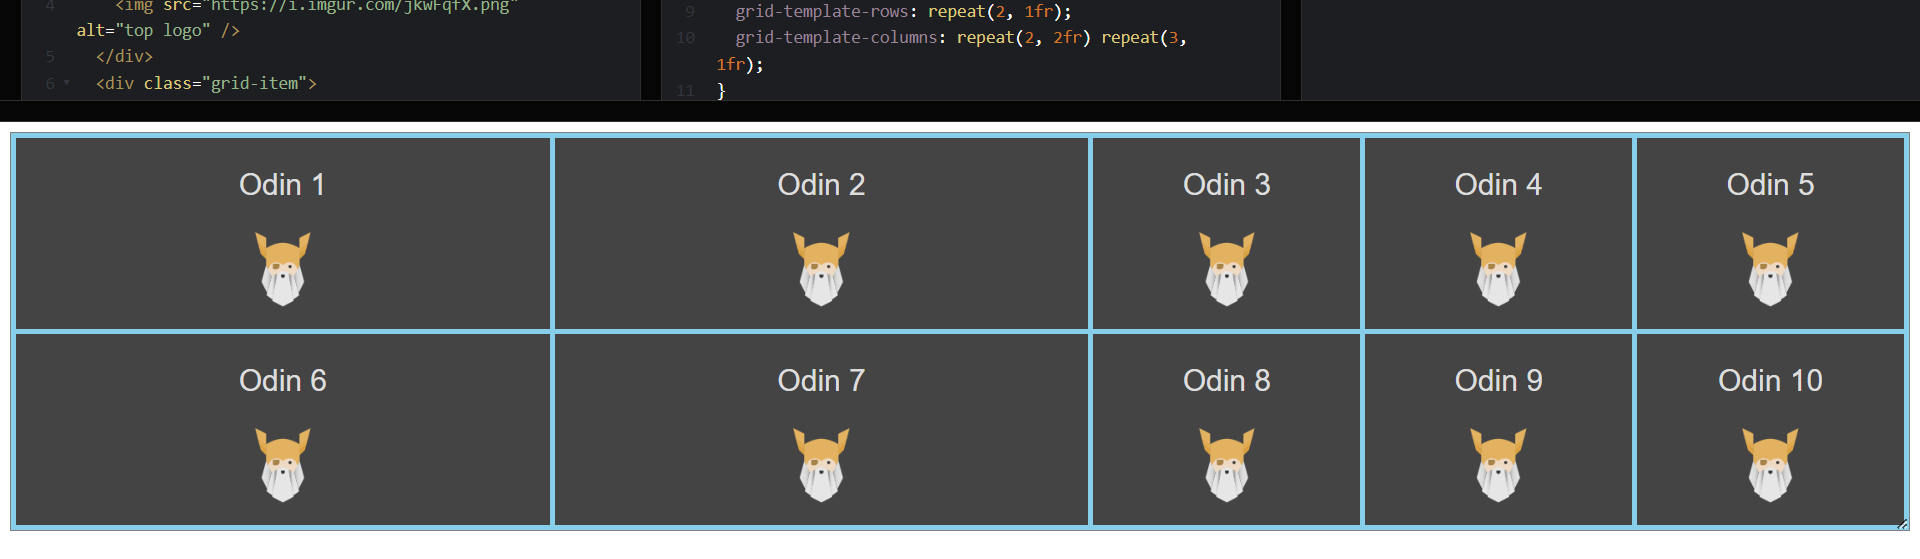 4 <img src="https://i.imgur.com/jkwFqfX.png"
alt="top logo" />
5 </div>
6 <div class="grid-item">
9 grid-template-rows: repeat(2, 1fr);
10 grid-template-columns: repeat(2, 2fr) repeat(3,
1fr);
11 }
Odin 1
Odin 2
Odin 3
Odin 4
Odin 5
Odin 6
Odin 7
Odin 8
Odin 9
Odin 10